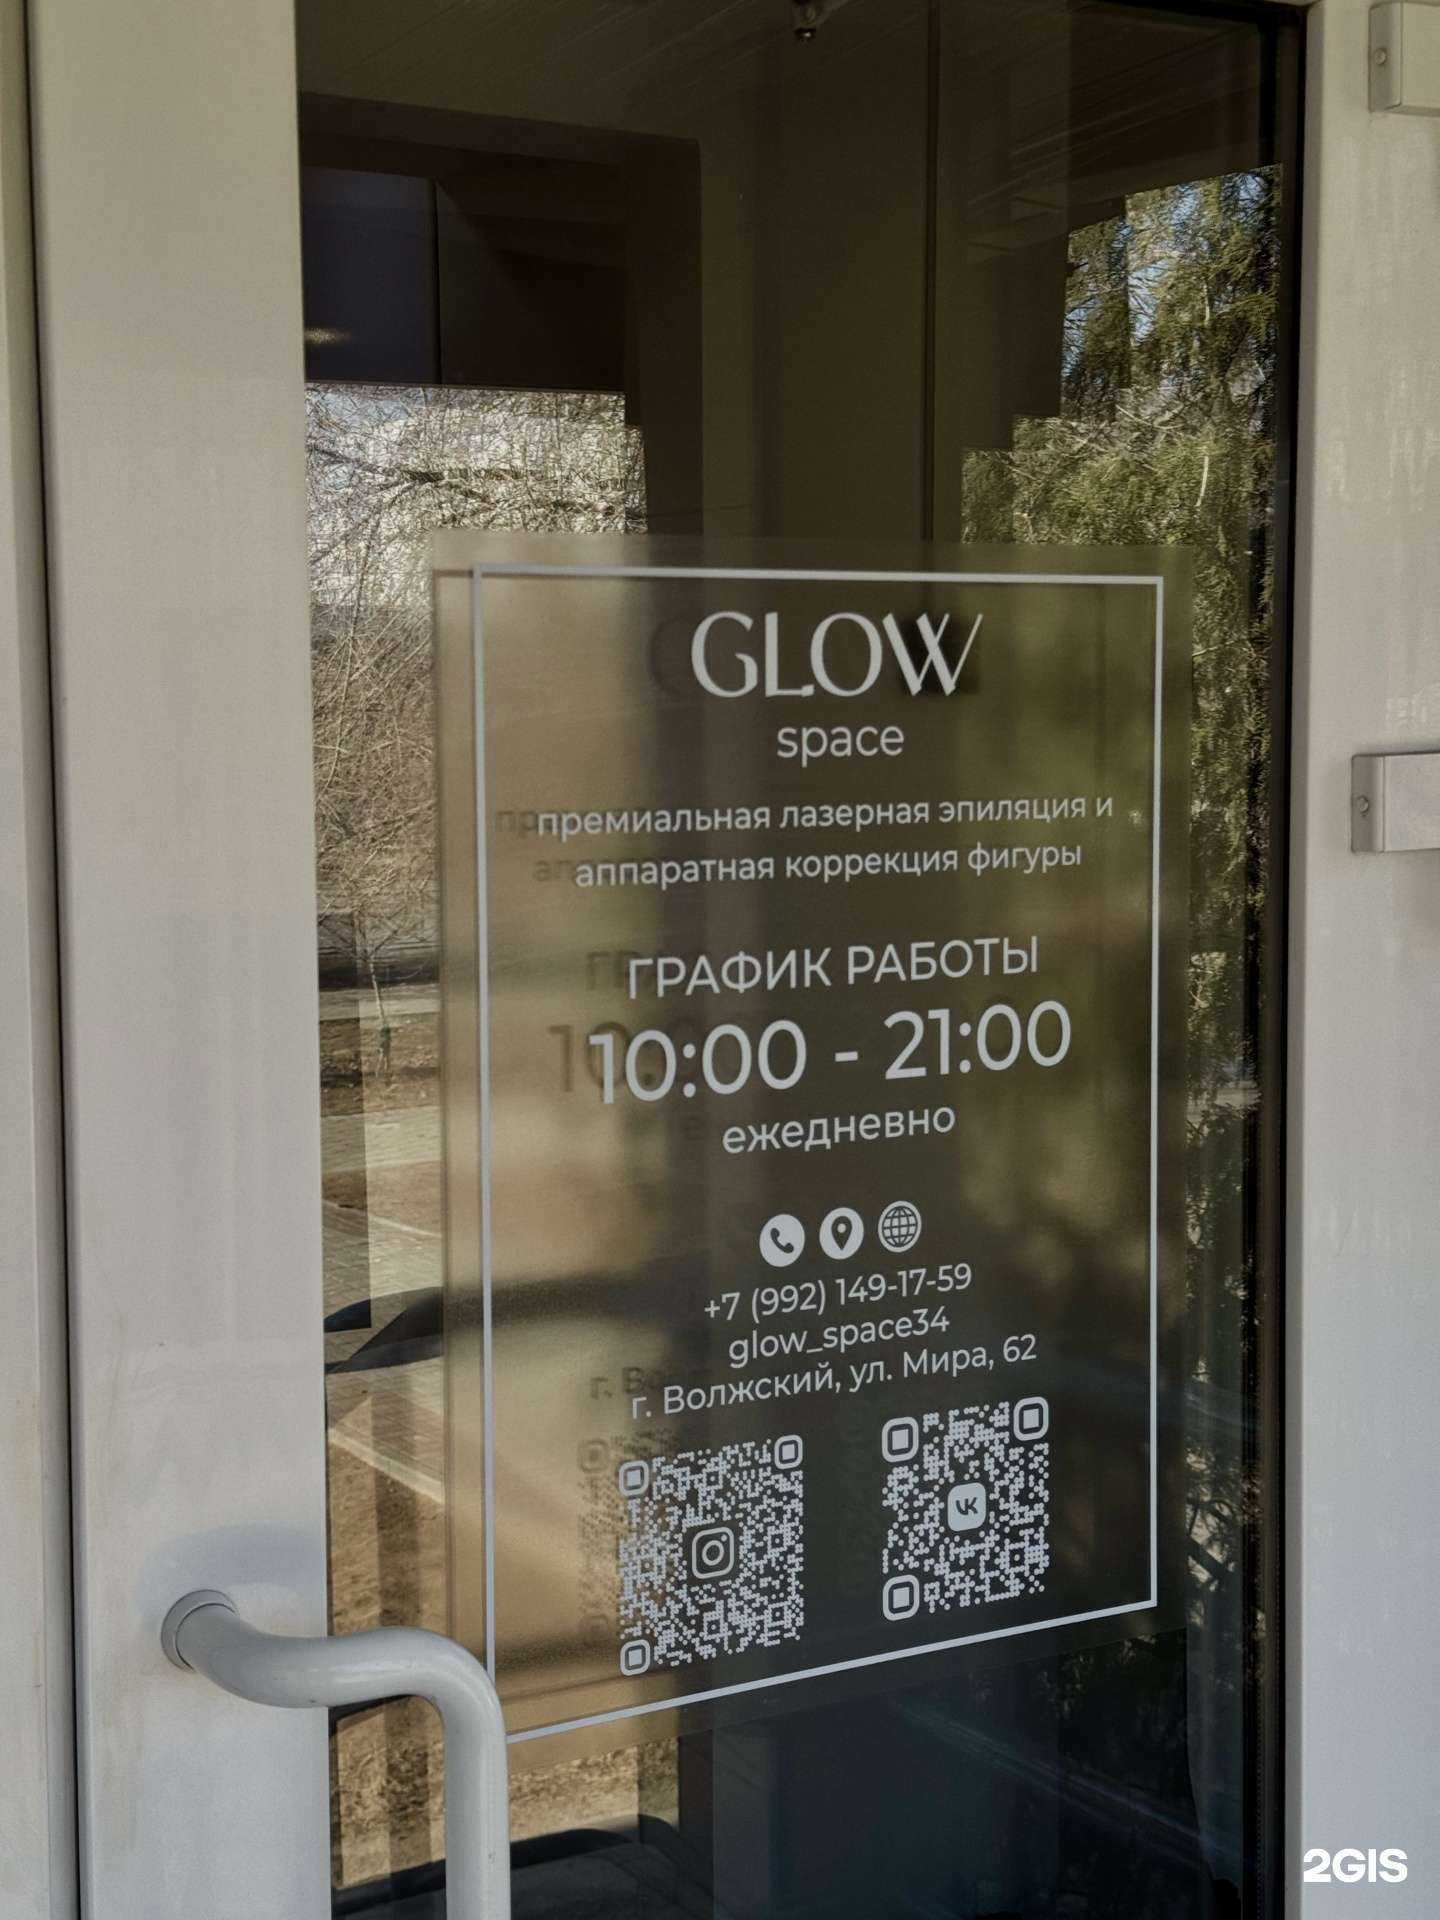 GLOW
space
премиальная лазерная эпиляция и
аппаратная коррекция фигуры
ГРАФИК РАБОТЫ
10:00 - 21:00
ежедневно
+7 (992) 149-17-59
glow_space34
г. Волжский, ул. Мира, 62
2GIS